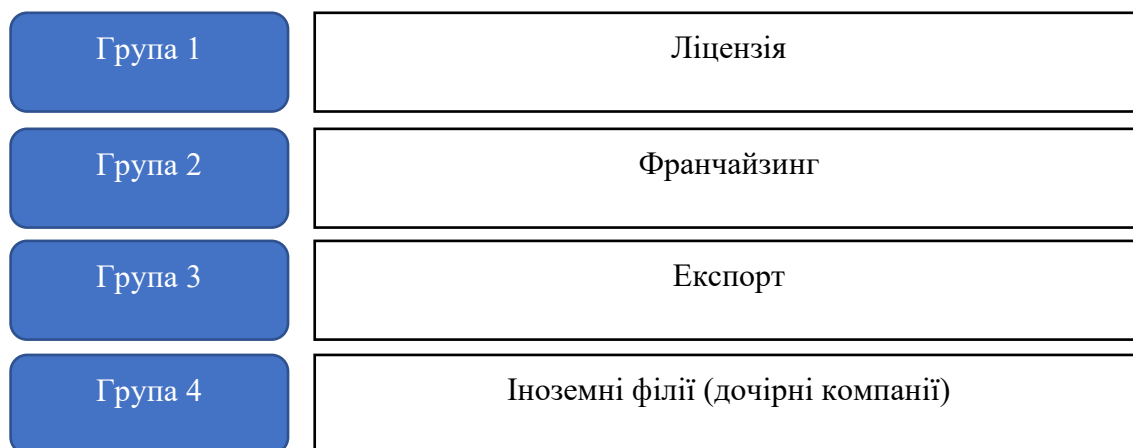 Група 1
Ліцензія
Група 2
Франчайзинг
Група 3
Експорт
Група 4
Іноземні філії (дочірні компанії)